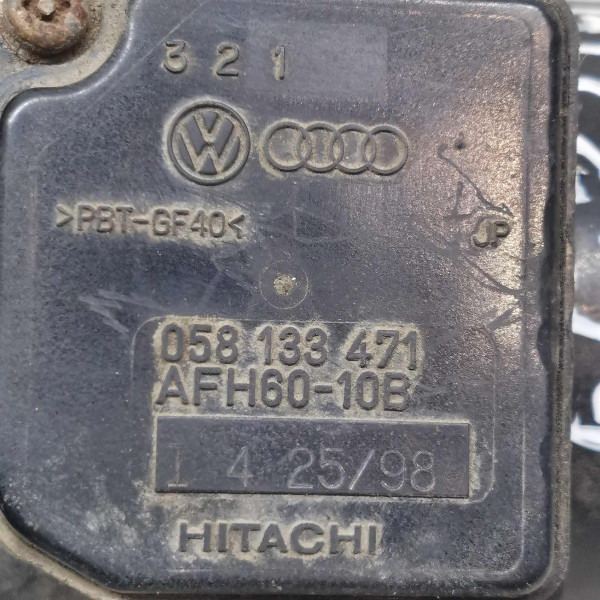 3 2 1
>PBT-GF40<
JP
058 133 471
AFH60-10B
1 4 25/98
HITACHI